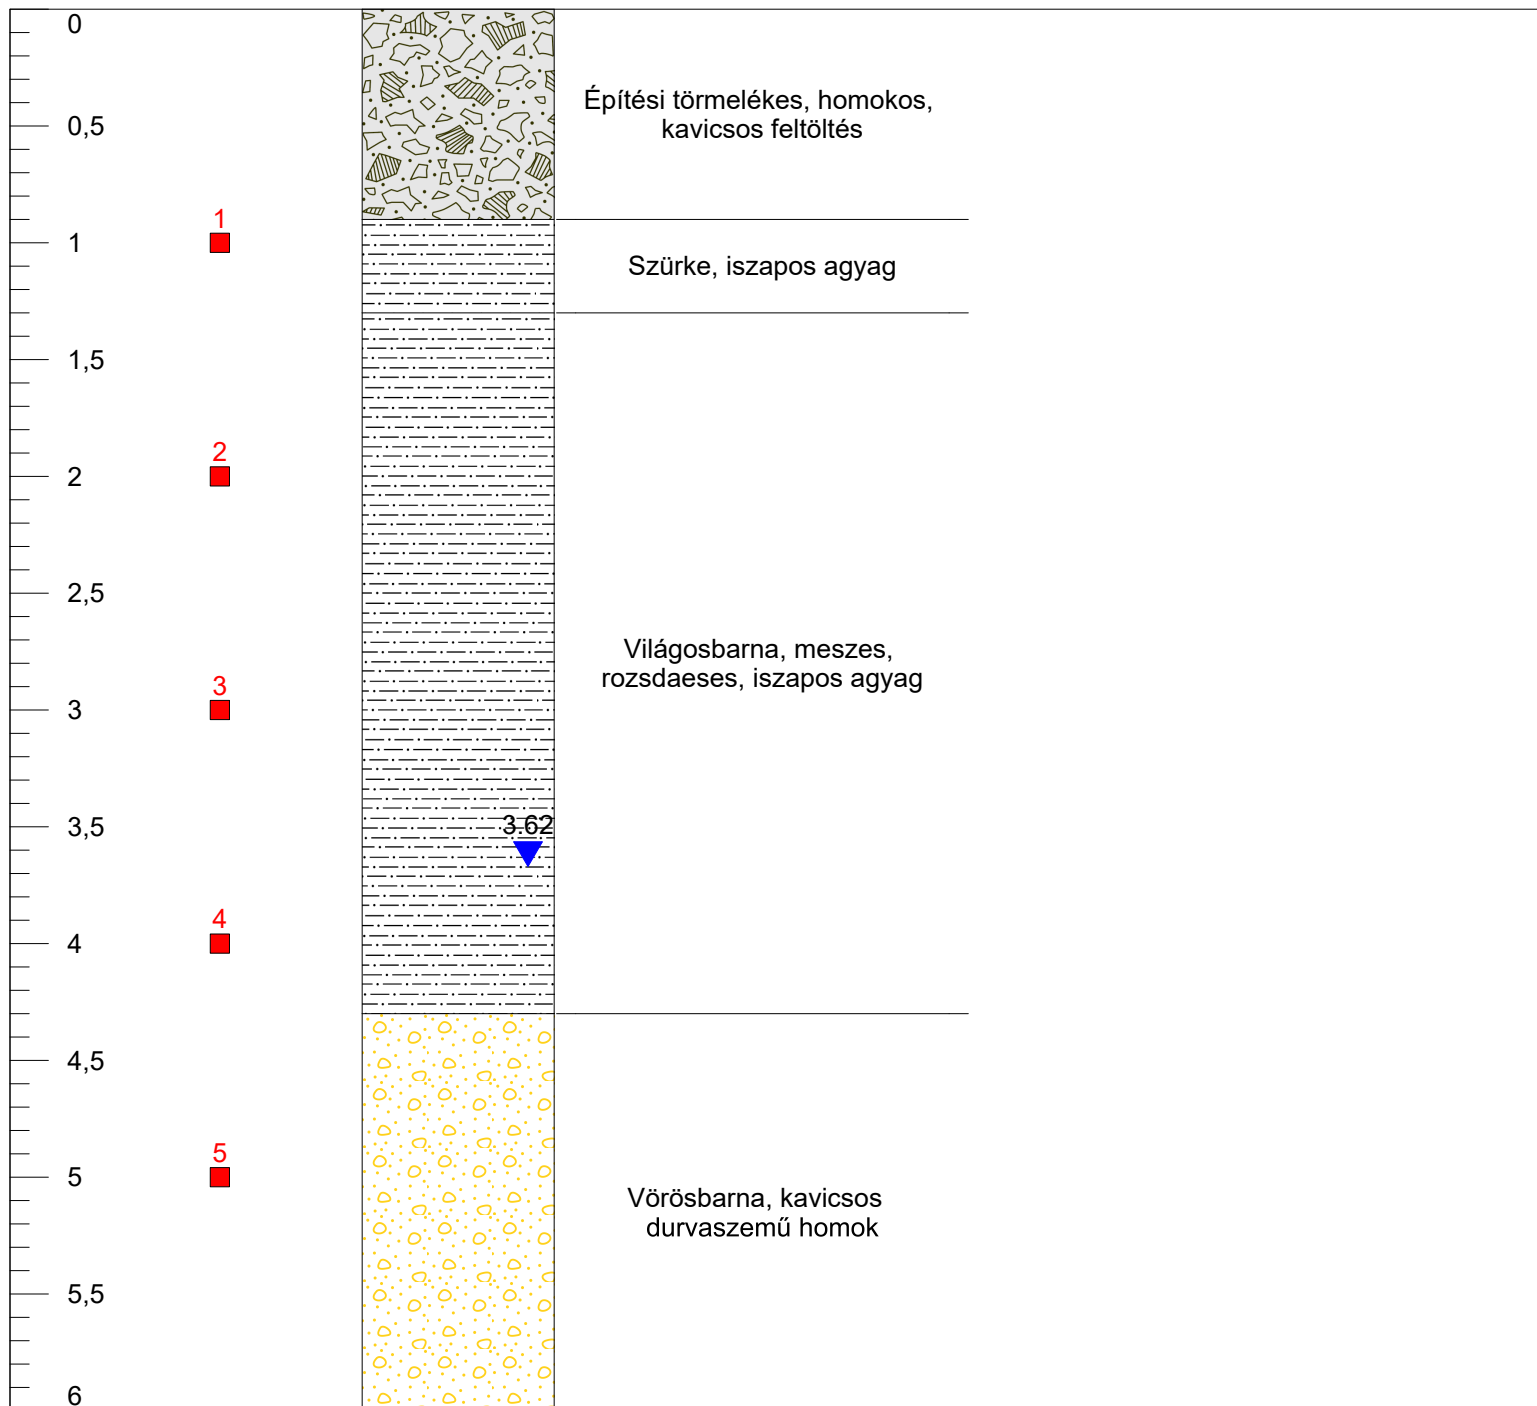 0
Építési törmelékes, homokos,
kavicsos feltöltés
0,5
1
1
Szürke, iszapos agyag
1,5
2
2
2,5
Világosbarna, meszes,
rozsdaeses, iszapos agyag
3
3
3.62
3,5
4
4
4,5
5
5
Vörösbarna, kavicsos
durvaszemű homok
5,5
6